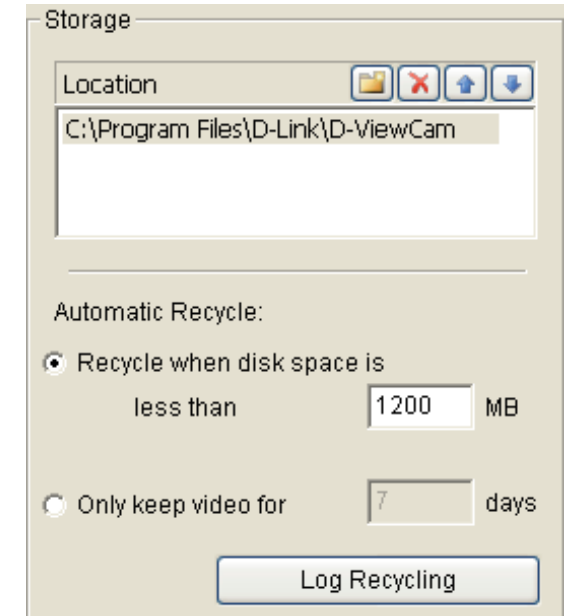 Storage
Location
C:\Program Files\D-Link\D-ViewCam
Automatic Recycle:
Recycle when disk space is
less than 1200 MB
Only keep video for 7 days
Log Recycling